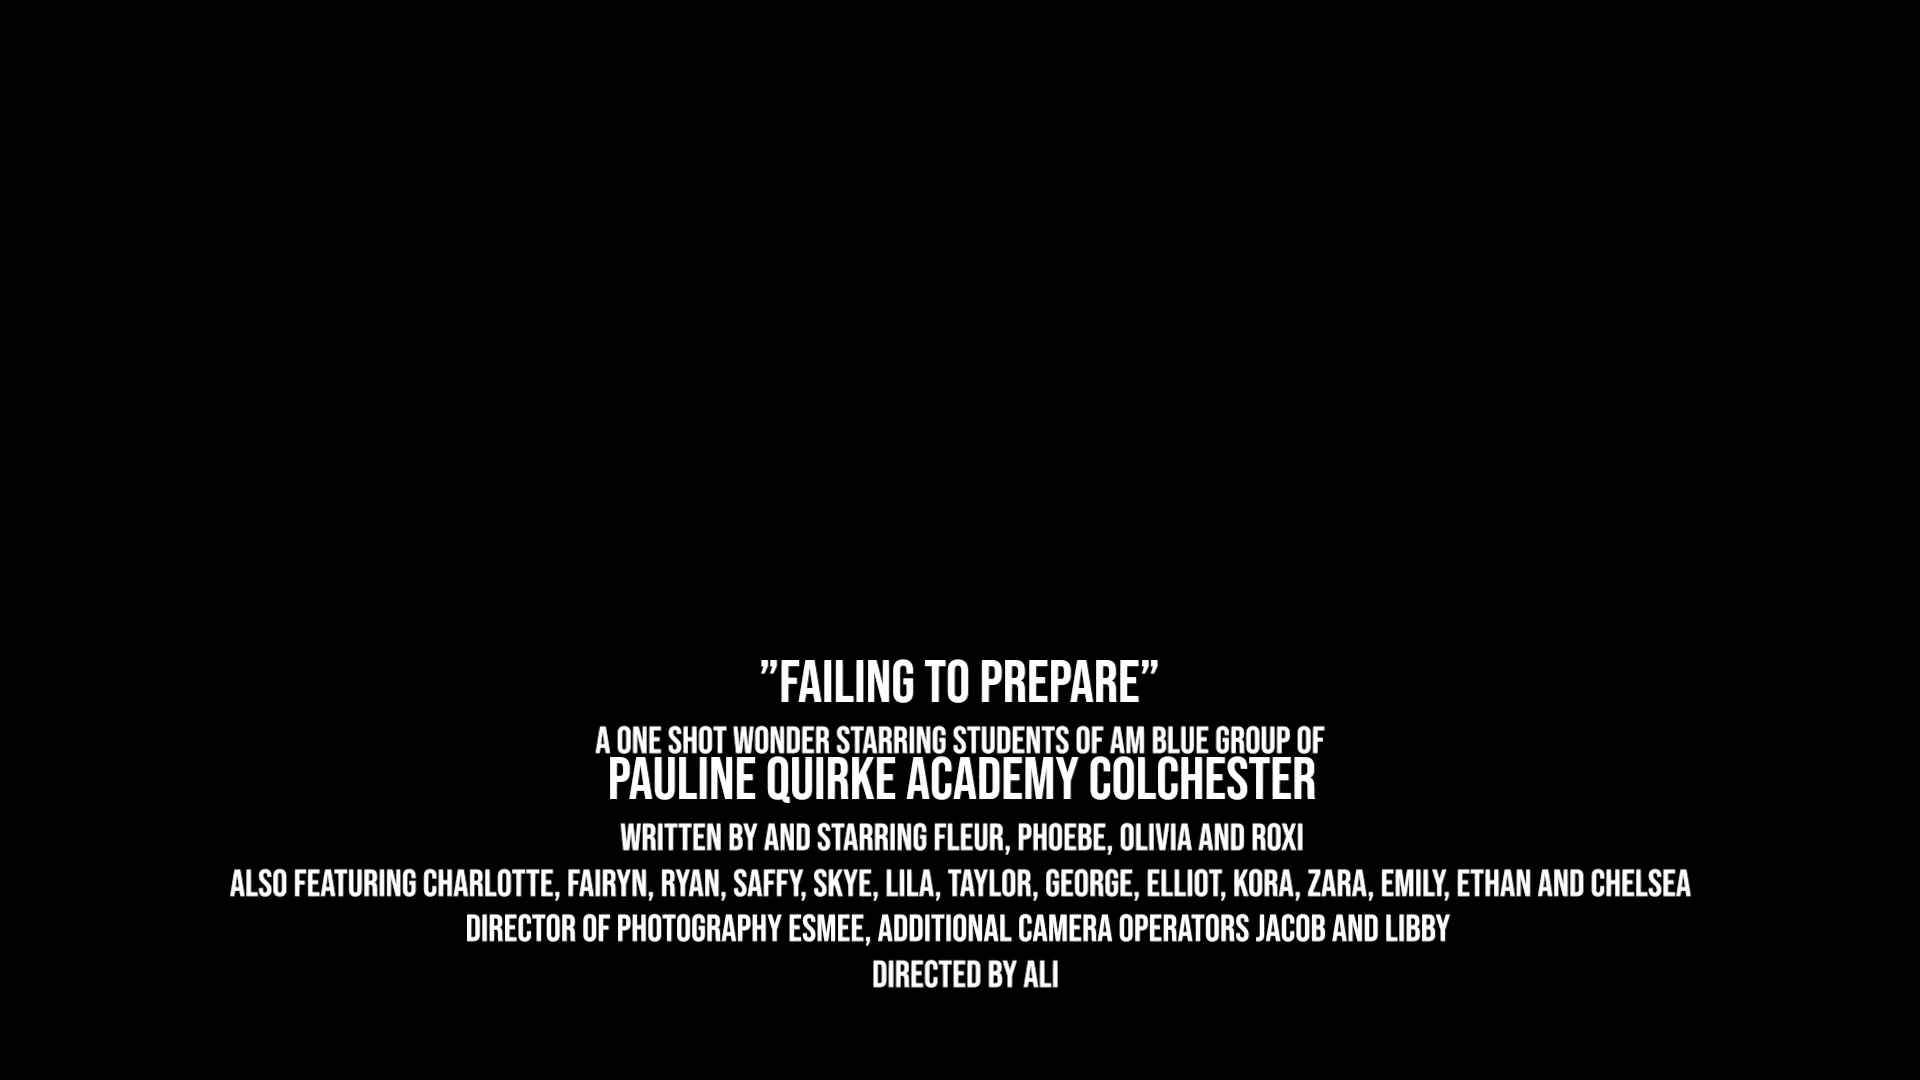 ”FAILING TO PREPARE”
A ONE SHOT WONDER STARRING STUDENTS OF AM BLUE GROUP OF
PAULINE QUIRKE ACADEMY COLCHESTER
WRITTEN BY AND STARRING FLEUR, PHOEBE, OLIVIA AND ROXI
ALSO FEATURING CHARLOTTE, FAIRYN, RYAN, SAFFY, SKYE, LILA, TAYLOR, GEORGE, ELLIOT, KORA, ZARA, EMILY, ETHAN AND CHELSEA
DIRECTOR OF PHOTOGRAPHY ESMEE, ADDITIONAL CAMERA OPERATORS JACOB AND LIBBY
DIRECTED BY ALI